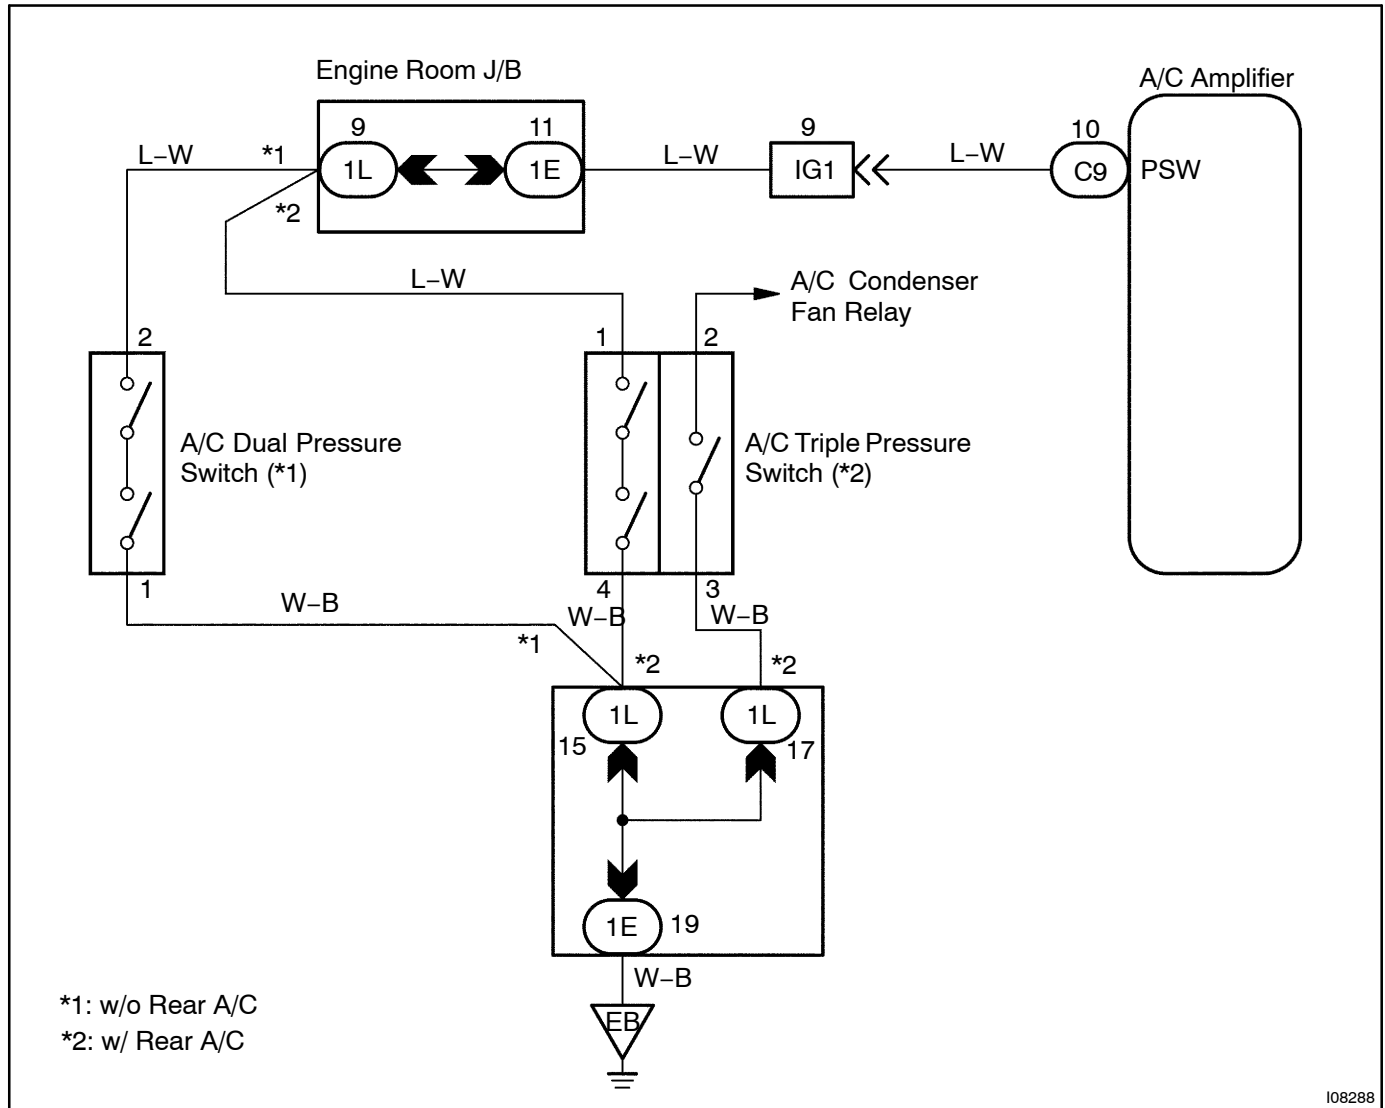 Engine Room J/B
A/C Amplifier
9
11
9
10
L−W
*1
1L
1E
L−W
IG1
L−W
C9
PSW
*2
L−W
A/C Condenser
Fan Relay
2
1
2
A/C Dual Pressure
Switch (*1)
A/C Triple Pressure
Switch (*2)
1
4
3
W−B
W−B
W−B
*1
*2
*2
1L
1L
15
17
1E
19
W−B
EB
*1: w/o Rear A/C
*2: w/ Rear A/C
I08288